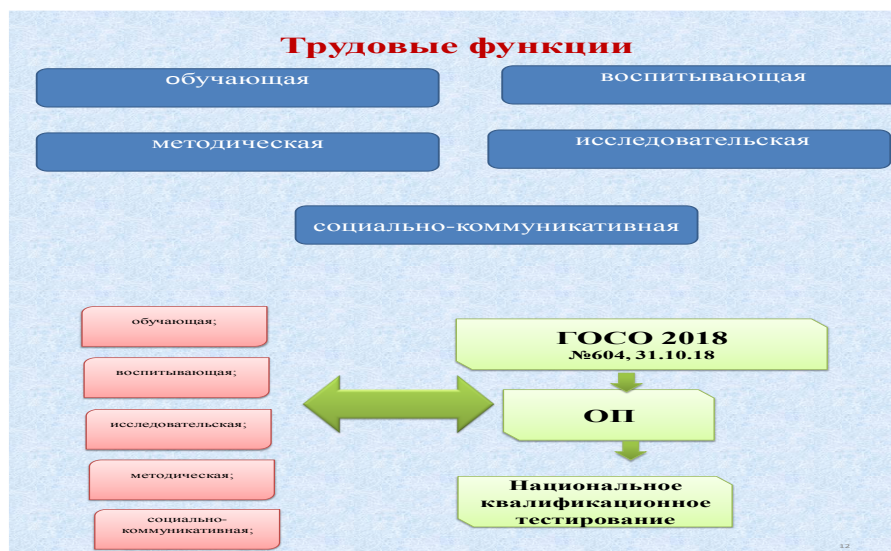 Трудовые функции
обучающая
воспитывающая
методическая
исследовательская
социально-коммуникативная
обучающая;
воспитывающая;
исследовательская;
методическая;
социально-
коммуникативная;
ГОСО 2018
№604, 31.10.18
ОП
Национальное
квалификационное
тестирование
12